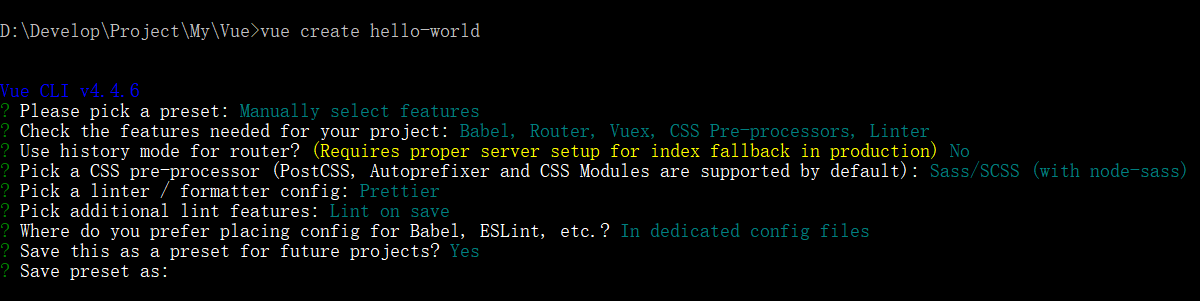 D:\Develop\Project\My\Vue>vue create hello-world
Vue CLI v4.4.6
? Please pick a preset: Manually select features
? Check the features needed for your project: Babel, Router, Vuex, CSS Pre-processors, Linter
? Use history mode for router? (Requires proper server setup for index fallback in production) No
? Pick a CSS pre-processor (PostCSS, Autoprefixer and CSS Modules are supported by default): Sass/SCSS (with node-sass)
? Pick a linter / formatter config: Prettier
? Pick additional lint features: Lint on save
? Where do you prefer placing config for Babel, ESLint, etc.? In dedicated config files
? Save this as a preset for future projects? Yes
? Save preset as: